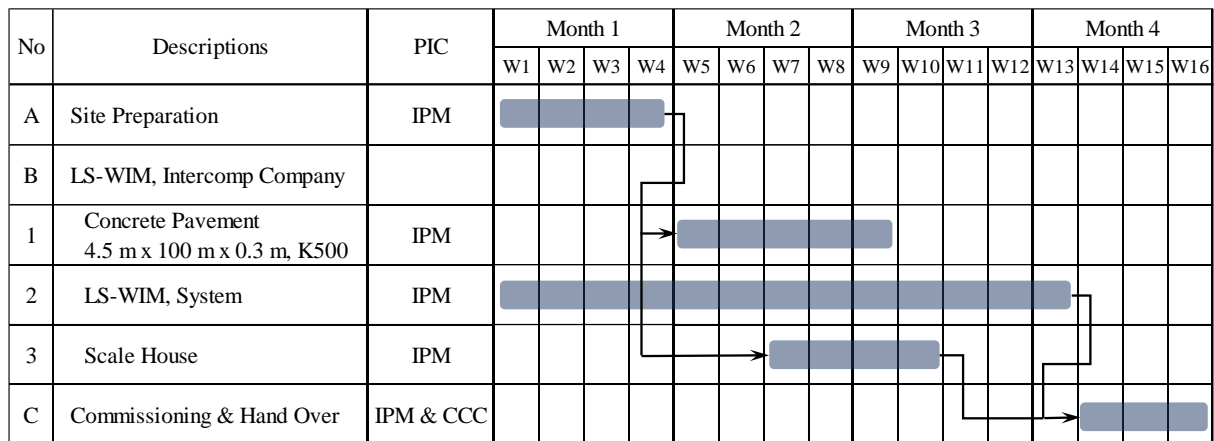 No Descriptions PIC Month 1 Month 2 Month 3 Month 4
W1 W2 W3 W4 W5 W6 W7 W8 W9 W10 W11 W12 W13 W14 W15 W16
A Site Preparation IPM
B LS-WIM, Intercomp Company
1 Concrete Pavement
4.5 m x 100 m x 0.3 m, K500 IPM
2 LS-WIM, System IPM
3 Scale House IPM
C Commissioning & Hand Over IPM & CCC